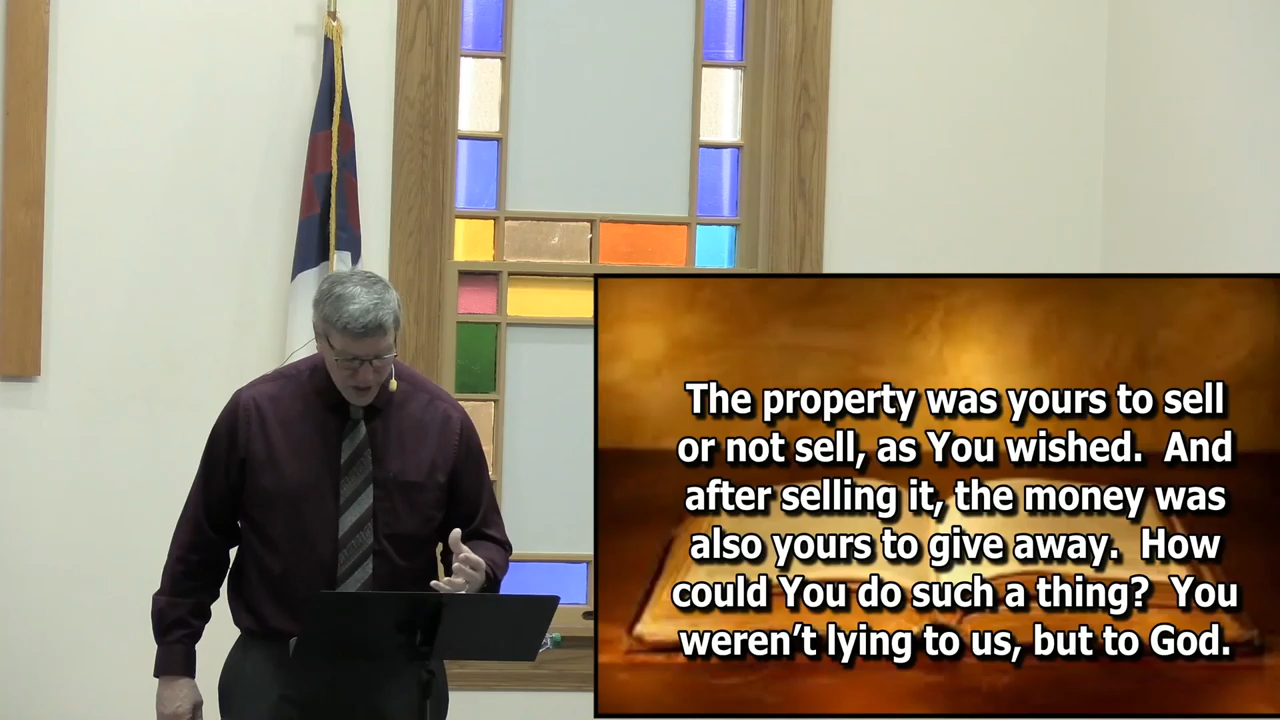 The property was yours to sell
or not sell, as You wished.  And
after selling it, the money was
also yours to give away.  How
could You do such a thing?  You
weren’t lying to us, but to God.